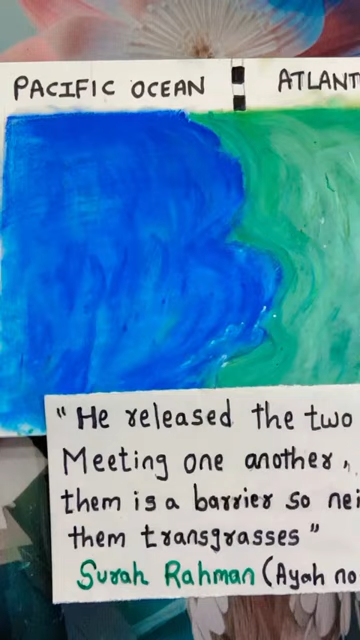 PACIFIC OCEAN ATLANT
"He released the two
Meeting one another,
them is a barrier so nei
them transgrasses"
Surah Rahman (Ayah no